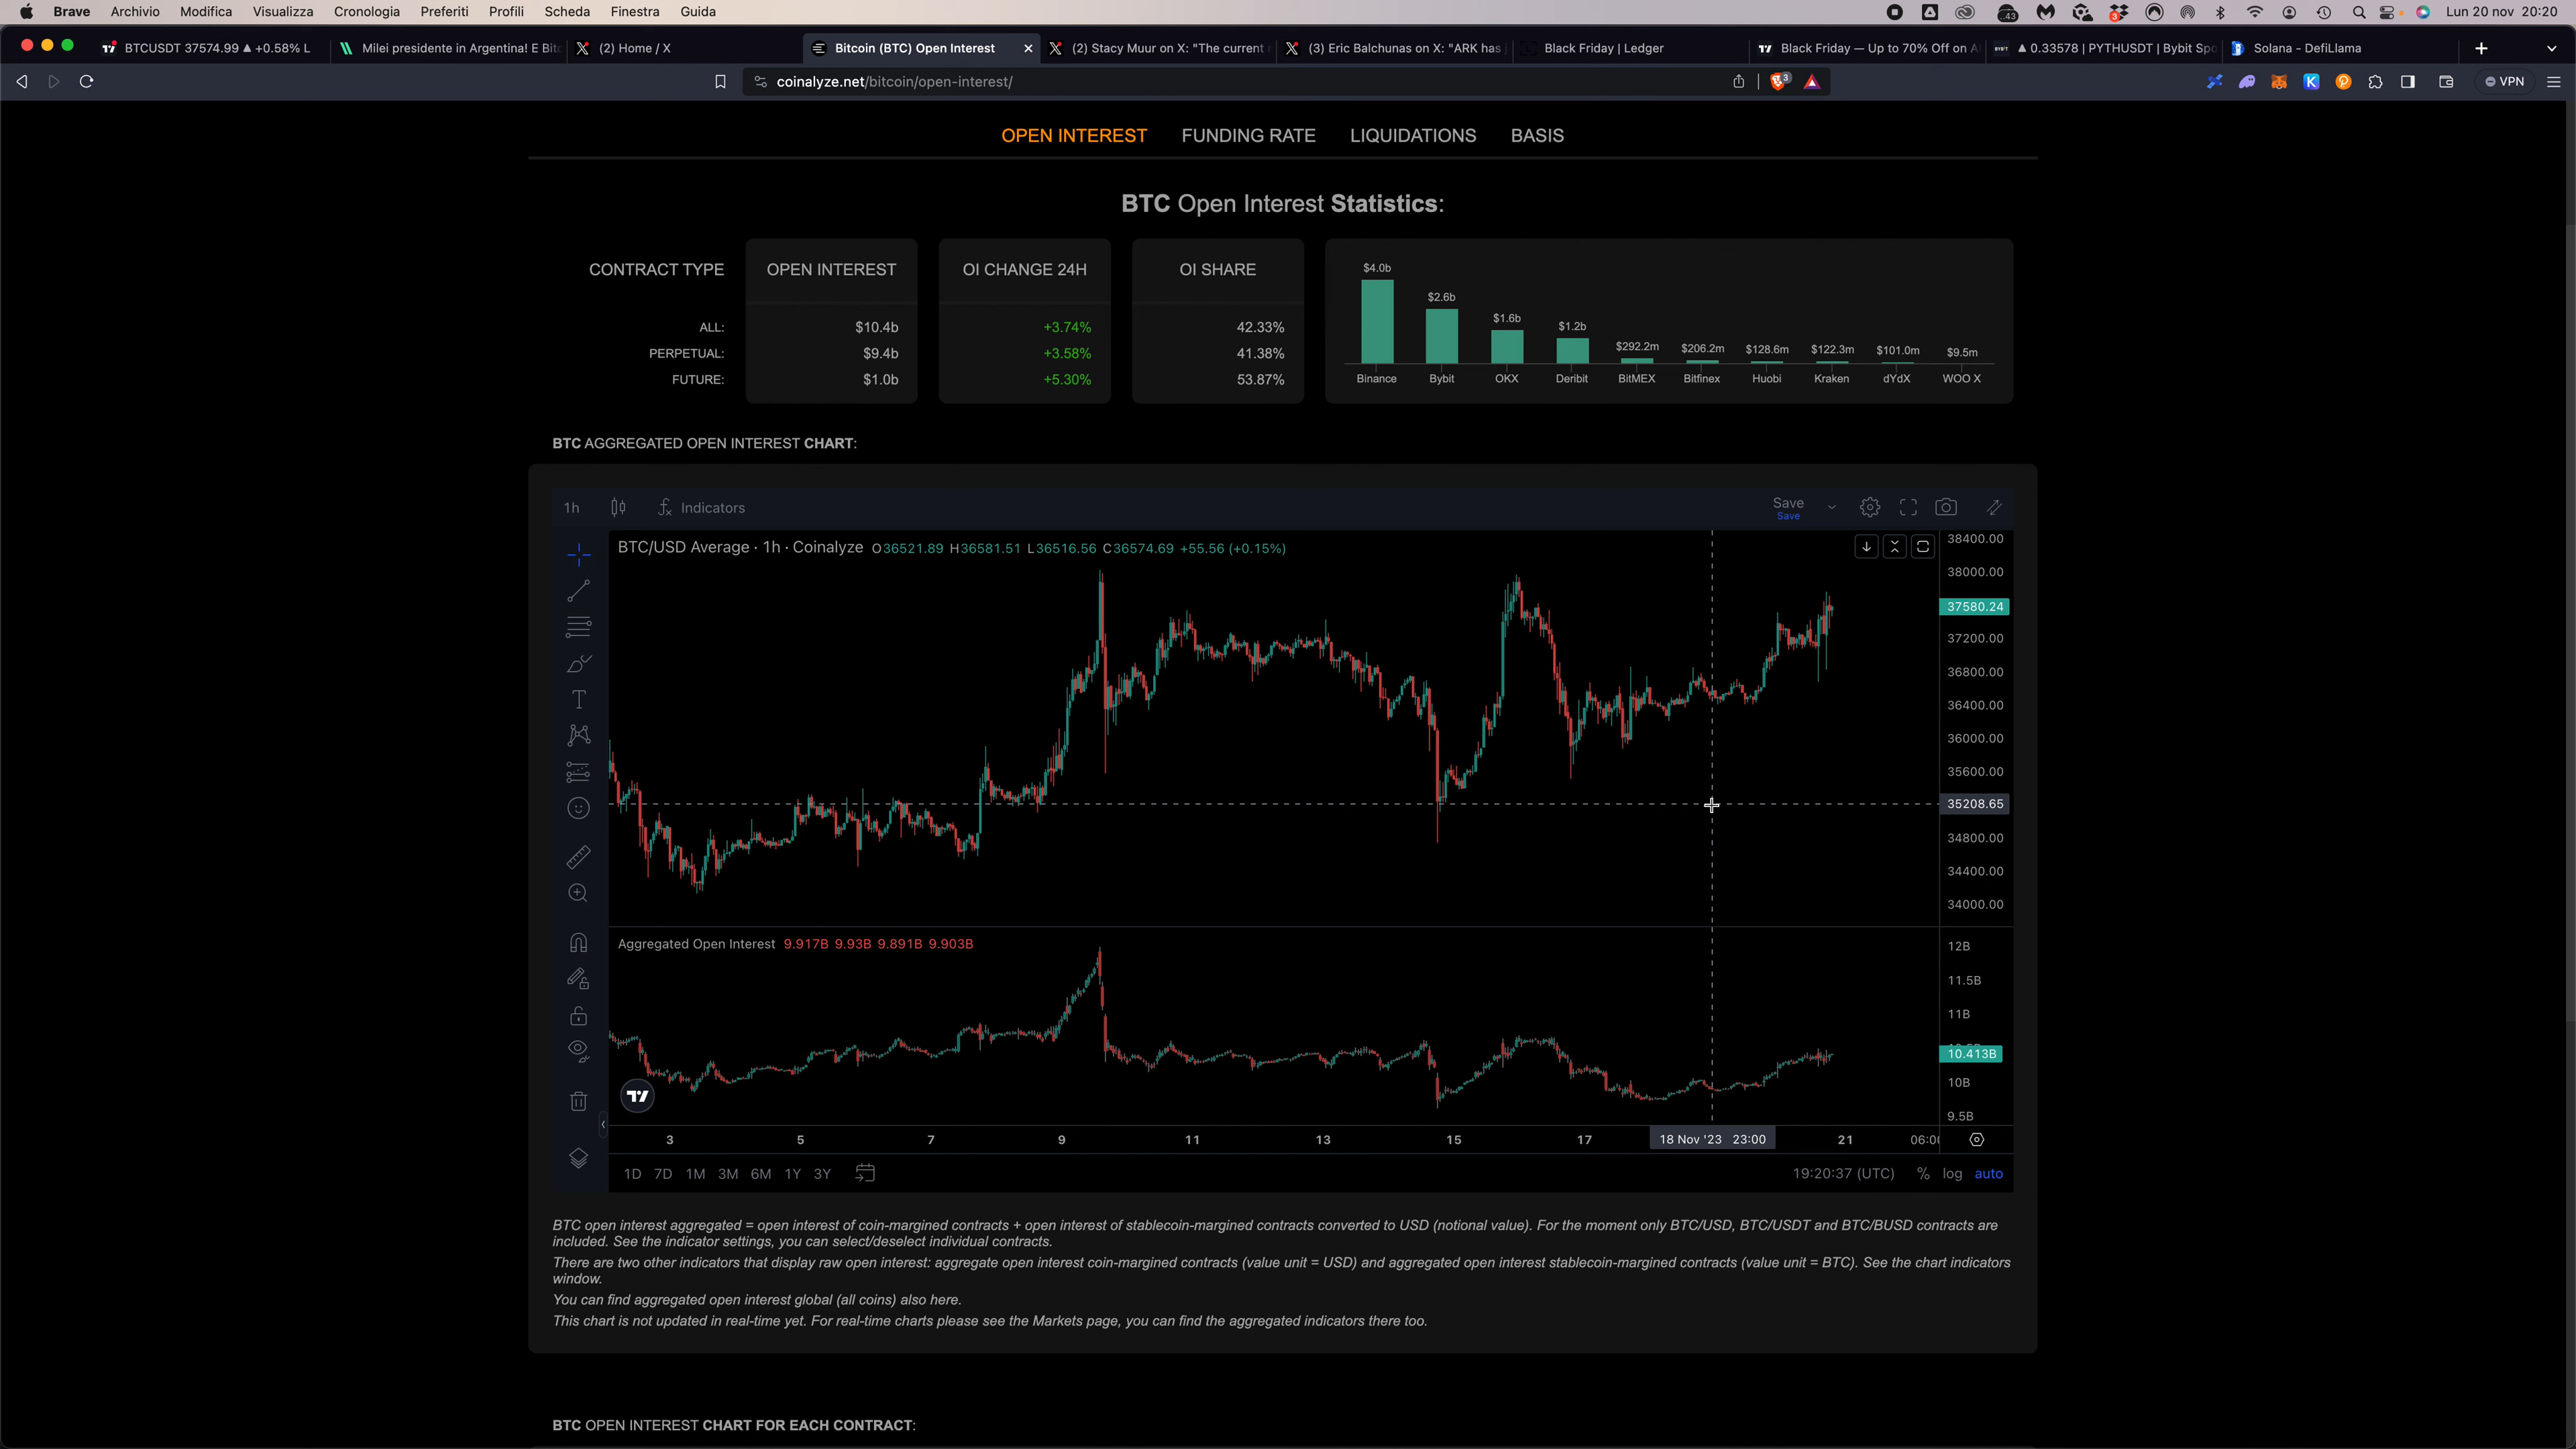 Brave Archivio Modifica Visualizza Cronologia Preferiti Profili Scheda Finestra Guida Lun 20 nov 20:20
BTCUSDT 37574.99 ▲ +0.58% L Milei presidente in Argentina! E Bit (2) Home / X Bitcoin (BTC) Open Interest (2) Stacy Muur on X: "The current (3) Eric Balchunas on X: "ARK has Black Friday | Ledger Black Friday — Up to 70% Off on A ▲ 0.33578 | PYTHUSDT | Bybit Spo Solana - DefiLlama
coinalyze.net/bitcoin/open-interest/ 3 VPN
OPEN INTEREST FUNDING RATE LIQUIDATIONS BASIS
BTC Open Interest Statistics:
CONTRACT TYPE OPEN INTEREST OI CHANGE 24H OI SHARE
ALL: $10.4b +3.74% 42.33%
PERPETUAL: $9.4b +3.58% 41.38%
FUTURE: $1.0b +5.30% 53.87%
$4.0b $2.6b $1.6b $1.2b $292.2m $206.2m $128.6m $122.3m $101.0m $9.5m
Binance Bybit OKX Deribit BitMEX Bitfinex Huobi Kraken dYdX WOO X
BTC AGGREGATED OPEN INTEREST CHART:
1h Indicators Save
Save
BTC/USD Average · 1h · Coinalyze O36521.89 H36581.51 L36516.56 C36574.69 +55.56 (+0.15%)
38400.00
38000.00
37580.24
37200.00
36800.00
36400.00
36000.00
35600.00
35208.65
34800.00
34400.00
34000.00
Aggregated Open Interest 9.917B 9.93B 9.891B 9.903B
12B
11.5B
11B
10.413B
10B
9.5B
3 5 7 9 11 13 15 17 18 Nov '23 23:00 21 06:00
1D 7D 1M 3M 6M 1Y 3Y 19:20:37 (UTC) % log auto
BTC open interest aggregated = open interest of coin-margined contracts + open interest of stablecoin-margined contracts converted to USD (notional value). For the moment only BTC/USD, BTC/USDT and BTC/BUSD contracts are
included. See the indicator settings, you can select/deselect individual contracts.
There are two other indicators that display raw open interest: aggregate open interest coin-margined contracts (value unit = USD) and aggregated open interest stablecoin-margined contracts (value unit = BTC). See the chart indicators
window.
You can find aggregated open interest global (all coins) also here.
This chart is not updated in real-time yet. For real-time charts please see the Markets page, you can find the aggregated indicators there too.
BTC OPEN INTEREST CHART FOR EACH CONTRACT: